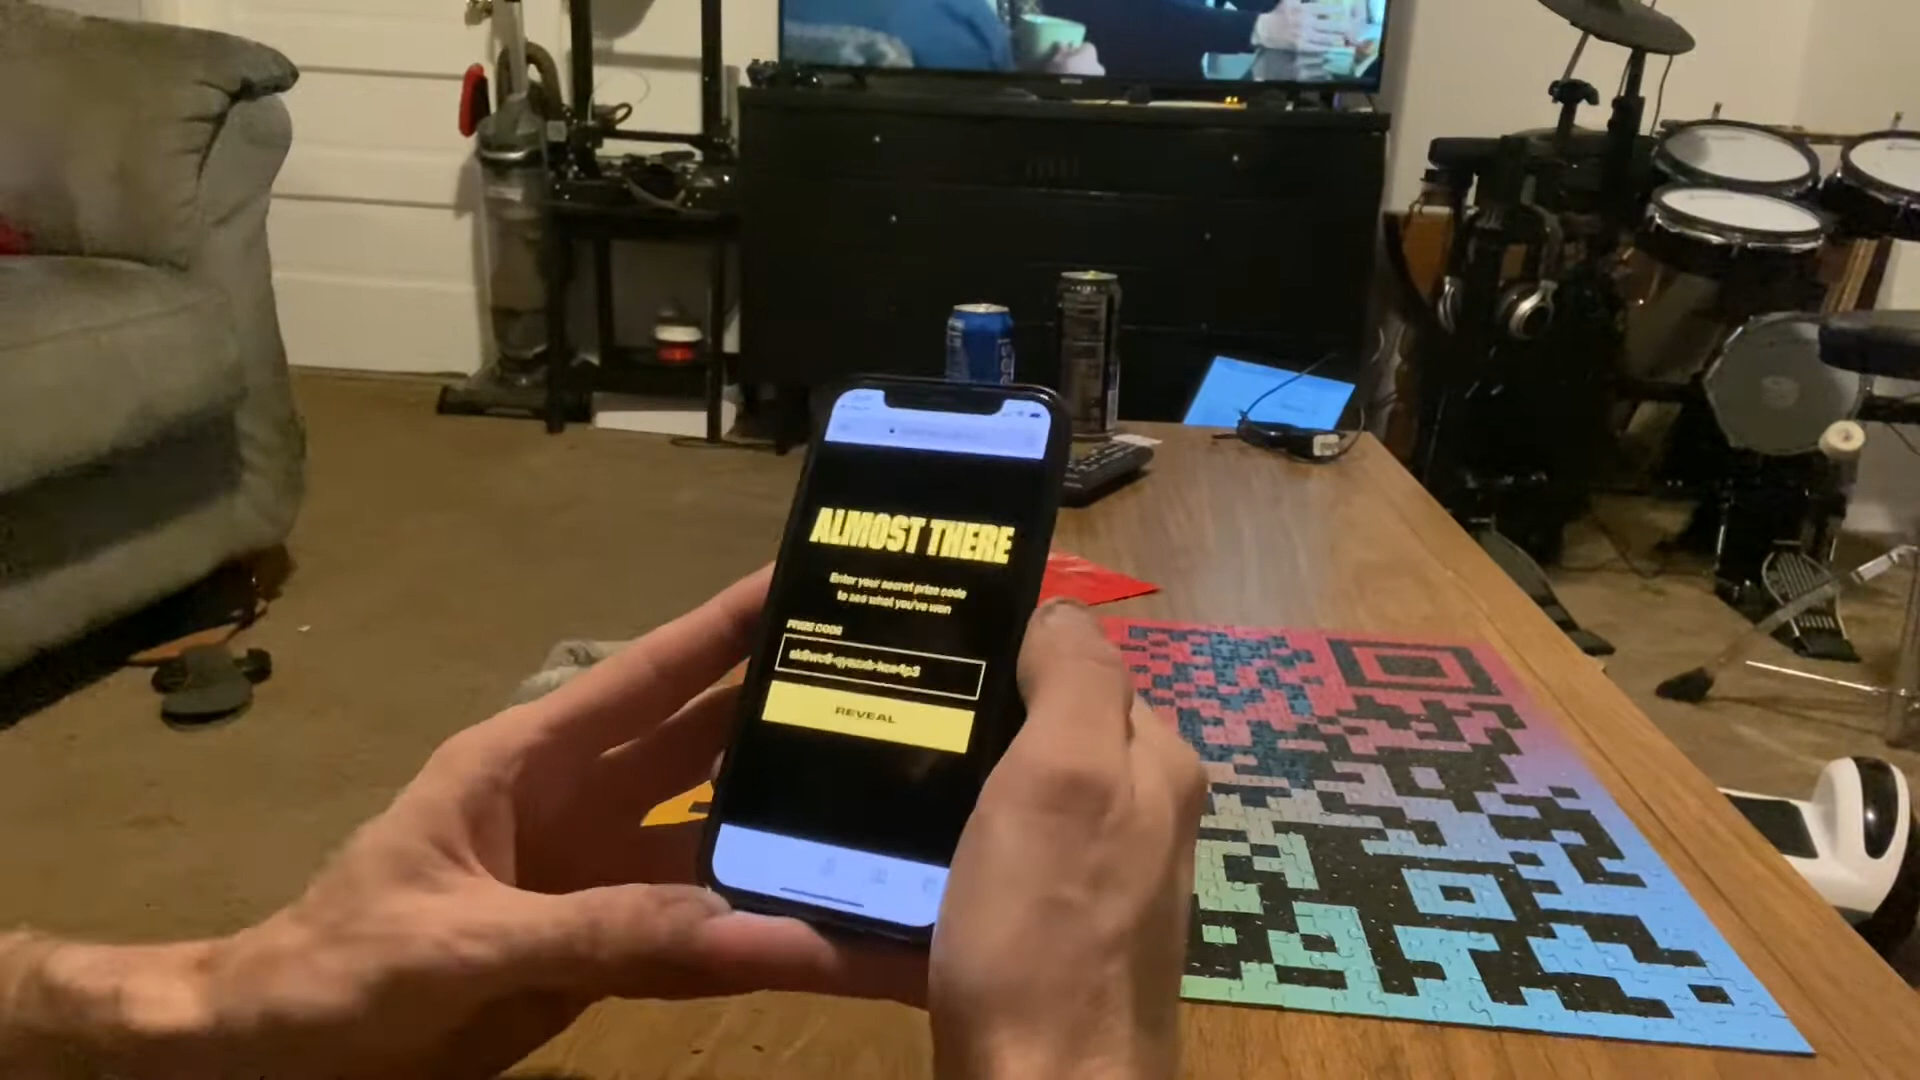 ALMOST THERE
Enter your secret prize code
to see what you've won
PRIZE CODE
REVEAL